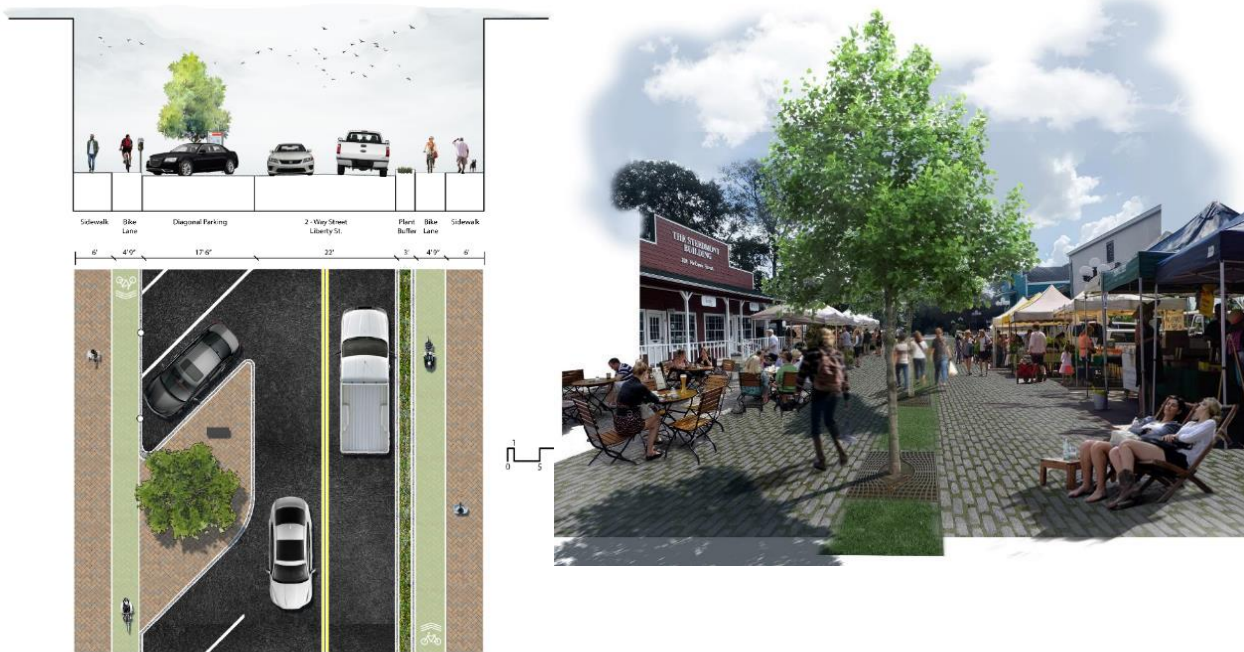 Sidewalk
Bike
Lane
Diagonal Parking
2 - Way Street
Liberty St.
Plant
Buffer
Bike
Lane
Sidewalk
6'
4'9"
17'6"
22'
3'
4'9"
6'
1
0
5
THE STERDMONT
BUILDING